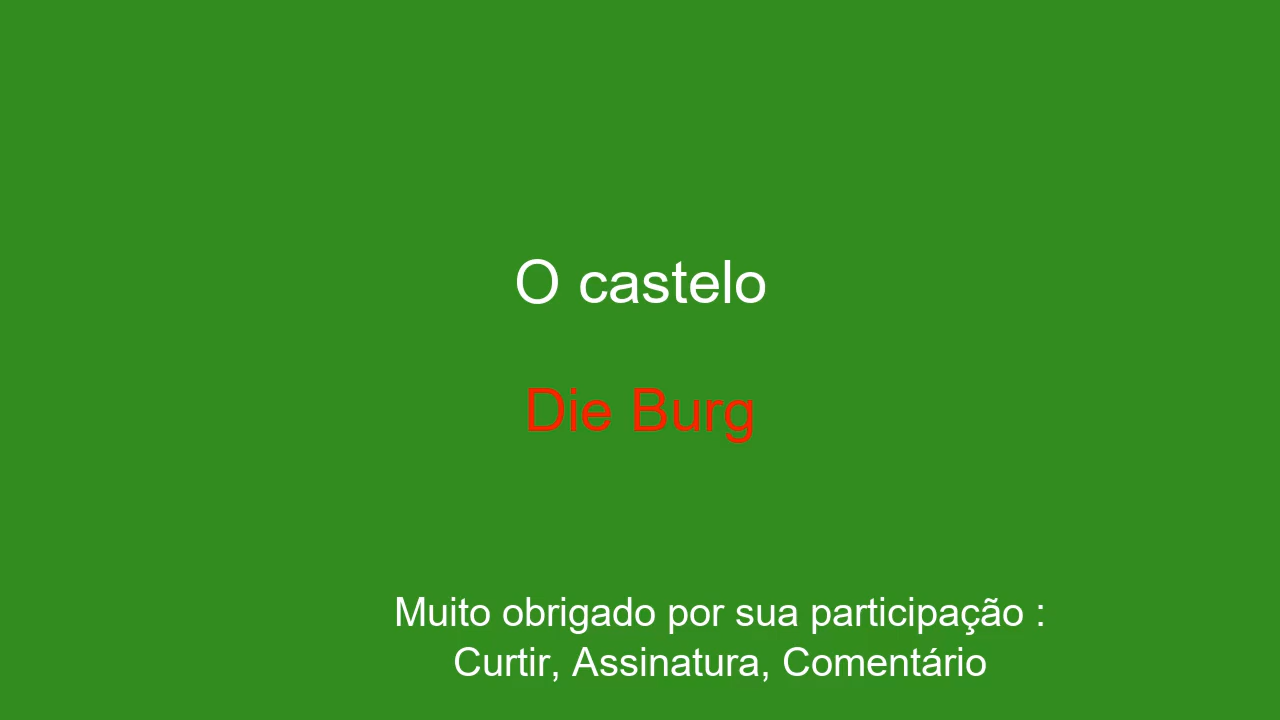 O castelo
Die Burg
Muito obrigado por sua participação :
Curtir, Assinatura, Comentário